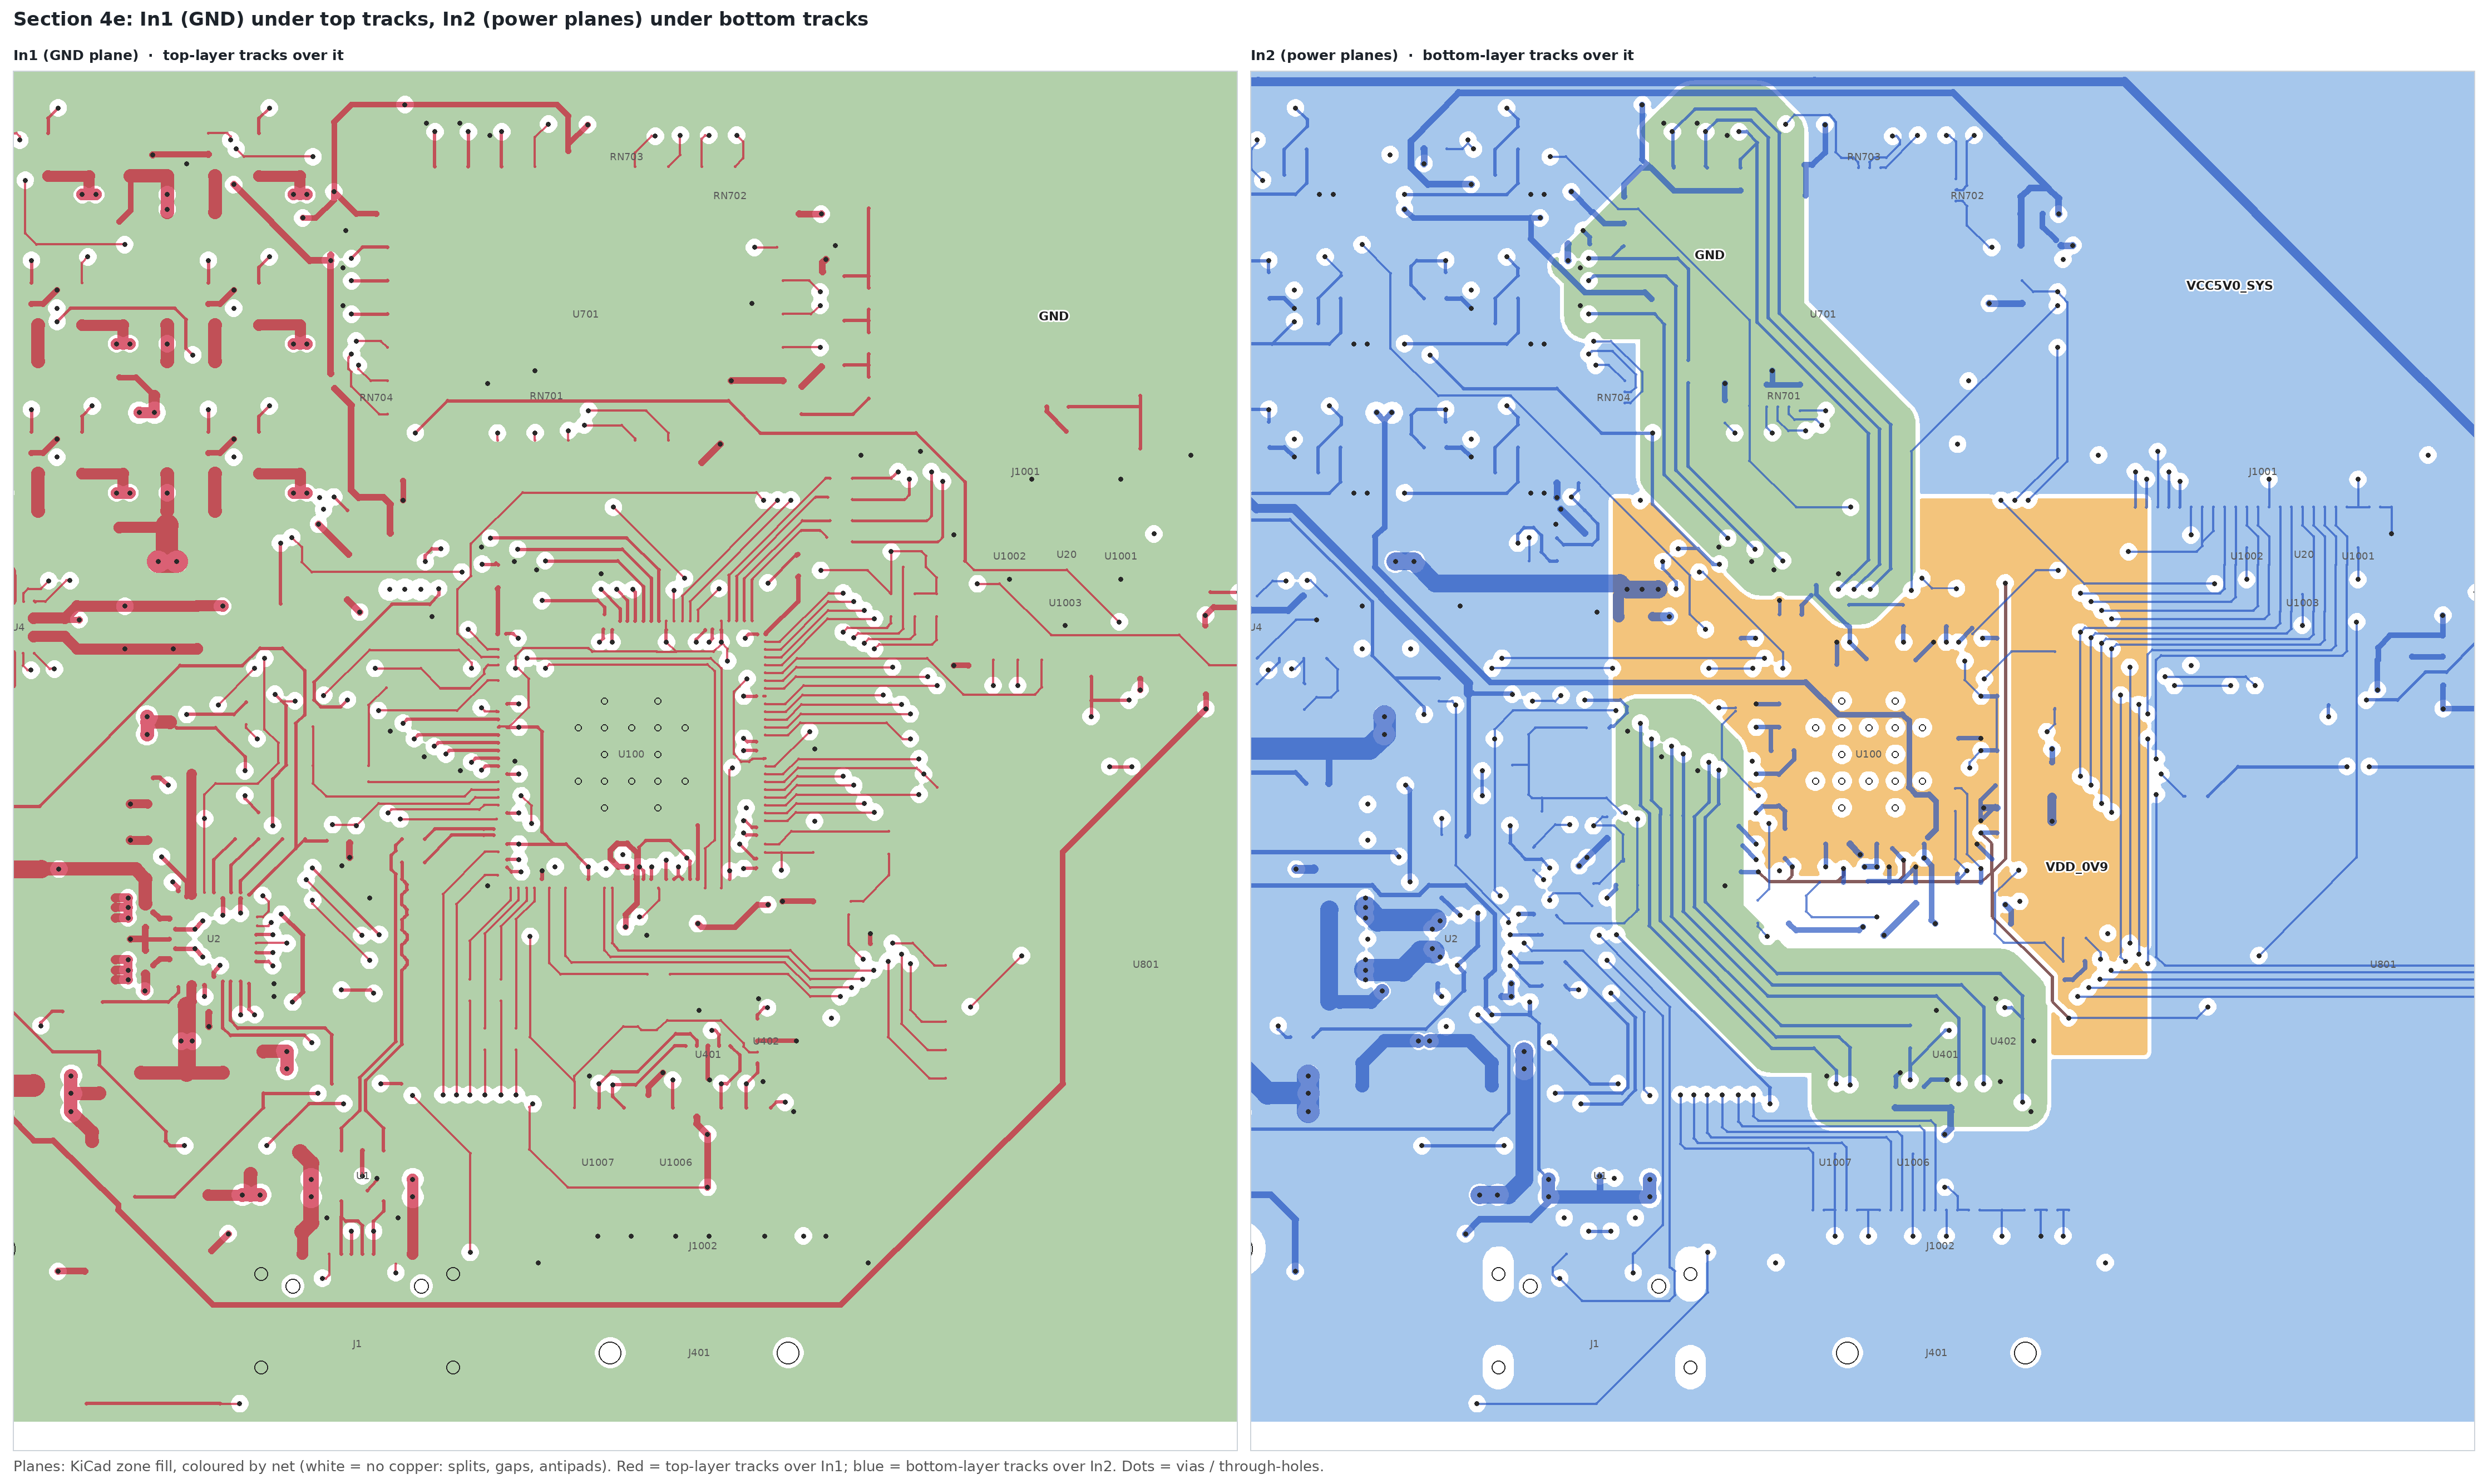 Section 4e: In1 (GND) under top tracks, In2 (power planes) under bottom tracks
In1 (GND plane) · top-layer tracks over it
In2 (power planes) · bottom-layer tracks over it
RN703
RN702
U701
GND
RN704
RN701
J1001
U1002
U20
U1001
U1003
U4
U100
U2
U801
U402
U401
U1007
U1006
U1
J1002
J1
J401
RN703
RN702
GND
VCC5V0_SYS
U701
RN704
RN701
J1001
U1002
U20
U1001
U1003
U4
U100
VDD_0V9
U2
U801
U402
U401
U1007
U1006
U1
J1002
J1
J401
Planes: KiCad zone fill, coloured by net (white = no copper: splits, gaps, antipads). Red = top-layer tracks over In1; blue = bottom-layer tracks over In2. Dots = vias / through-holes.